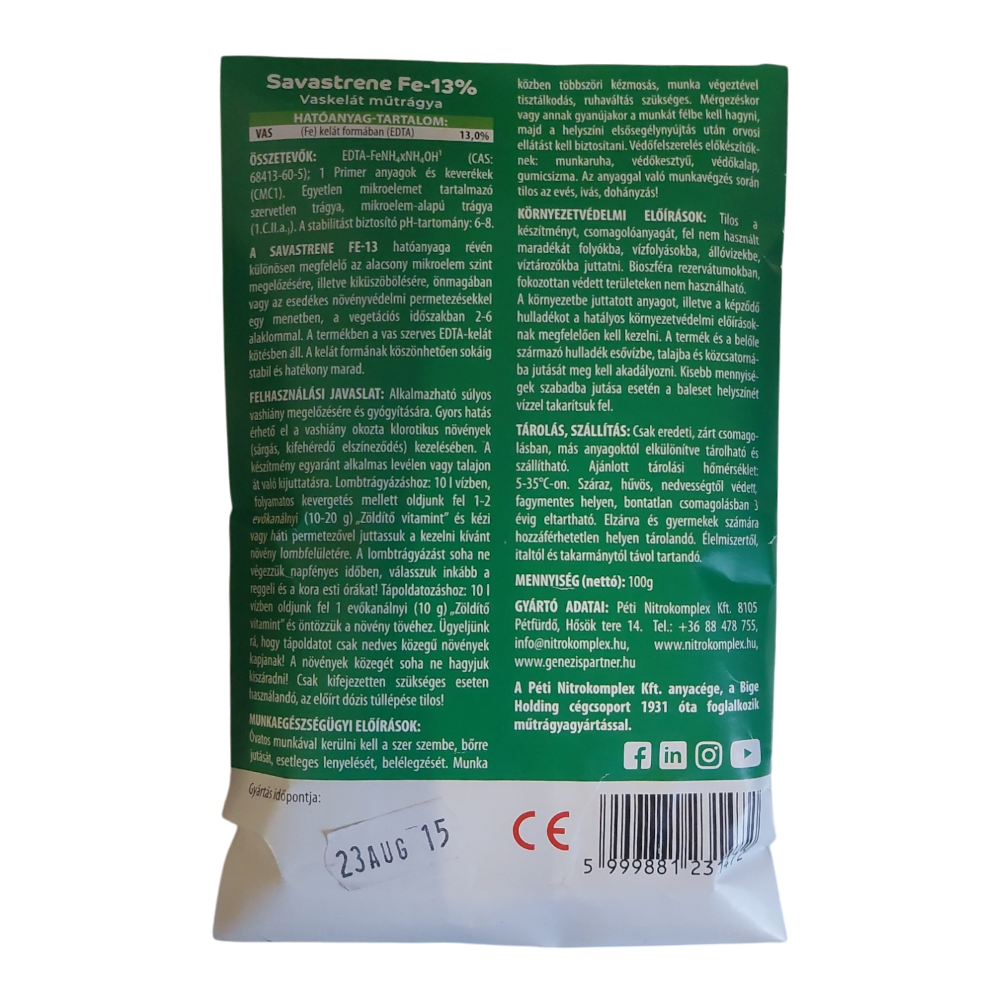 Savastrene Fe-13%
Vaskelát műtrágya
HATÓANYAG-TARTALOM:
VAS (Fe) kelát formában (EDTA) 13,0%
ÖSSZETEVŐK: EDTA-FeNH₄xNH₄OH³ (CAS:
68413-60-5); 1 Primer anyagok és keverékek
(CMC1). Egyetlen mikroelemet tartalmazó
szervetlen trágya, mikroelem-alapú trágya
(1.C.II.a.). A stabilitást biztosító pH-tartomány: 6-8.
A SAVASTRENE FE-13 hatóanyaga révén
különösen megfelelő az alacsony mikroelem szint
megelőzésére, illetve kiküszöbölésére, önmagában
vagy az esedékes növényvédelmi permetezésekkel
egy menetben, a vegetációs időszakban 2-6
alaklommal. A termékben a vas szerves EDTA-kelát
kötésben áll. A kelát formának köszönhetően sokáig
stabil és hatékony marad.
FELHASZNÁLÁSI JAVASLAT: Alkalmazható súlyos
vashiány megelőzésére és gyógyítására. Gyors hatás
érhető el a vashiány okozta klorotikus növények
(sárgás, kifehéredő elszíneződés) kezelésében. A
készítmény egyaránt alkalmas levélen vagy talajon
át való kijuttatásra. Lombtrágyázáshoz: 10 l vízben,
folyamatos kevergetés mellett oldjunk fel 1-2
evőkanálnyi (10-20 g) „Zöldítő vitamint" és kézi
vagy háti permetezővel juttassuk a kezelni kívánt
növény lombfelületére. A lombtrágyázást soha ne
végezzük napfényes időben, válasszuk inkább a
reggeli és a kora esti órákat! Tápoldatozáshoz: 10 l
vízben oldjunk fel 1 evőkanálnyi (10 g) „Zöldítő
vitamint" és öntözzük a növény tövéhez. Ügyeljünk
rá, hogy tápoldatot csak nedves közegű növények
kapjanak! A növények közegét soha ne hagyjuk
kiszáradni! Csak kifejezetten szükséges eseten
használandó, az előírt dózis túllépése tilos!
MUNKAEGÉSZSÉGÜGYI ELŐÍRÁSOK:
Óvatos munkával kerülni kell a szer szembe, bőrre
jutását, esetleges lenyelését, belélegzését. Munka
közben többszöri kézmosás, munka végeztével
tisztálkodás, ruhaváltás szükséges. Mérgezéskor
vagy annak gyanújakor a munkát félbe kell hagyni,
majd a helyszíni elsősegélynyújtás után orvosi
ellátást kell biztosítani. Védőfelszerelés előkészítők-
nek: munkaruha, védőkesztyű, védőkalap,
gumicsizma. Az anyaggal való munkavégzés során
tilos az evés, ivás, dohányzás!
KÖRNYEZETVÉDELMI ELŐÍRÁSOK: Tilos a
készítményt, csomagolóanyagát, fel nem használt
maradékát folyókba, vízfolyásokba, állóvizekbe,
víztározókba juttatni. Bioszféra rezervátumokban,
fokozottan védett területeken nem használható.
A környezetbe juttatott anyagot, illetve a képződő
hulladékot a hatályos környezetvédelmi előírások-
nak megfelelően kell kezelni. A termék és a belőle
származó hulladék esővízbe, talajba és közcsatorná-
ba jutását meg kell akadályozni. Kisebb mennyisé-
gek szabadba jutása esetén a baleset helyszínét
vízzel takarítsuk fel.
TÁROLÁS, SZÁLLÍTÁS: Csak eredeti, zárt csomago-
lásban, más anyagoktól elkülönítve tárolható és
szállítható. Ajánlott tárolási hőmérséklet:
5-35°C-on. Száraz, hűvös, nedvességtől védett,
fagymentes helyen, bontatlan csomagolásban 3
évig eltartható. Elzárva és gyermekek számára
hozzáférhetetlen helyen tárolandó. Élelmiszertől,
italtól és takarmánytól távol tartandó.
MENNYISÉG (nettó): 100g
GYÁRTÓ ADATAI: Péti Nitrokomplex Kft. 8105
Pétfürdő, Hősök tere 14. Tel.: +36 88 478 755,
info@nitrokomplex.hu, www.nitrokomplex.hu,
www.genezispartner.hu
A Péti Nitrokomplex Kft. anyacége, a Bige
Holding cégcsoport 1931 óta foglalkozik
műtrágyagyártással.
f in
Gyártás időpontja:
23AUG 15
CE
5 999881 23